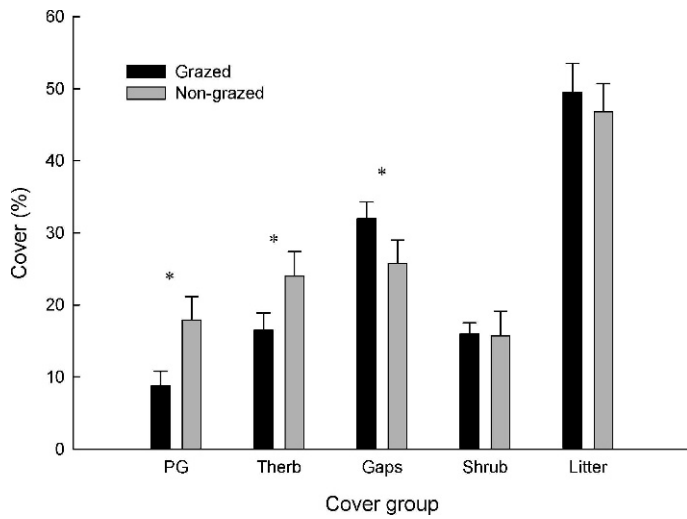 60
50
40
30
20
10
0
Cover (%)
Grazed
Non-grazed
*
*
*
PG Therb Gaps Shrub Litter
Cover group